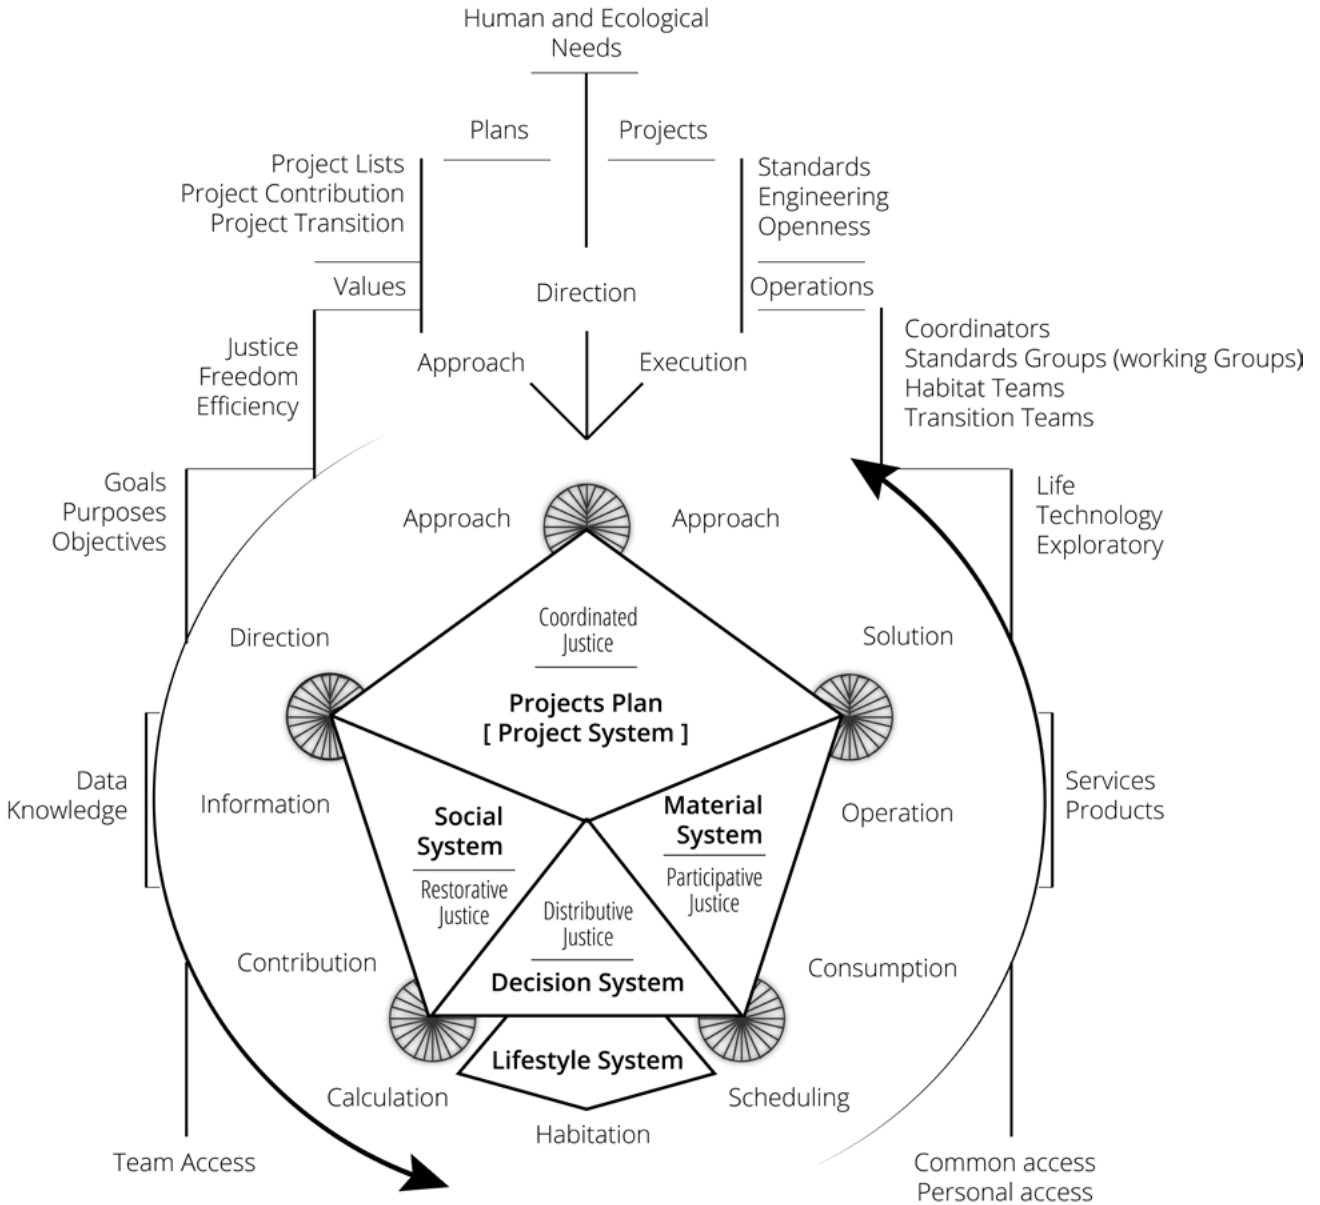 Human and Ecological
Needs
Plans
Projects
Project Lists
Project Contribution
Project Transition
Standards
Engineering
Openness
Values
Direction
Operations
Justice
Freedom
Efficiency
Approach
Execution
Coordinators
Standards Groups (working Groups)
Habitat Teams
Transition Teams
Goals
Purposes
Objectives
Approach
Approach
Life
Technology
Exploratory
Direction
Coordinated
Justice
Solution
Projects Plan
[ Project System ]
Data
Knowledge
Information
Social
System
Restorative
Justice
Material
System
Participative
Justice
Operation
Services
Products
Distributive
Justice
Decision System
Contribution
Consumption
Lifestyle System
Calculation
Scheduling
Habitation
Team Access
Common access
Personal access